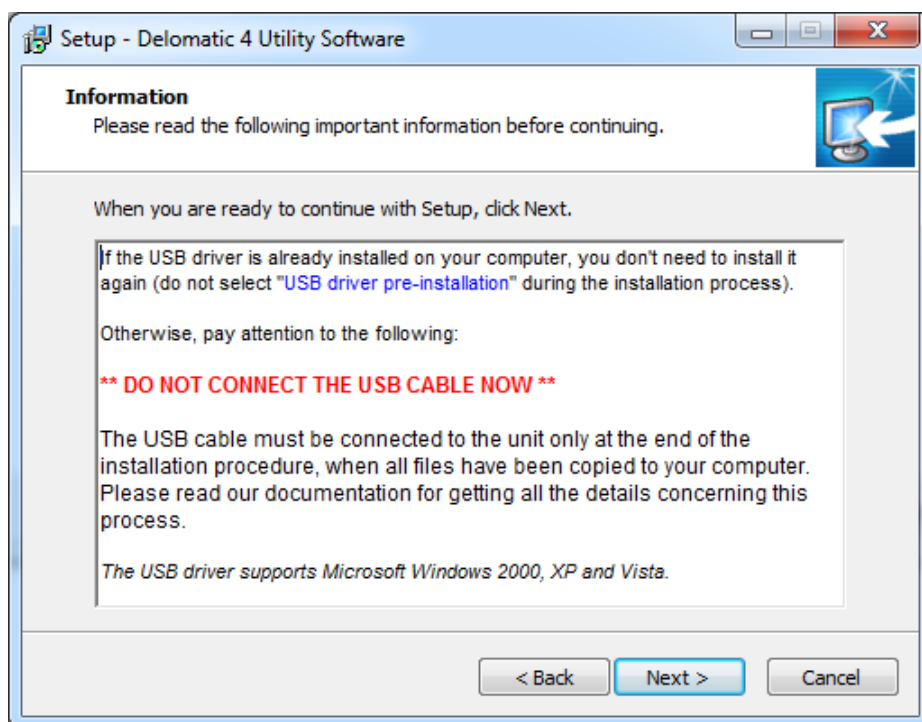 Setup - Delomatic 4 Utility Software
Information
Please read the following important information before continuing.
When you are ready to continue with Setup, click Next.
If the USB driver is already installed on your computer, you don't need to install it
again (do not select "USB driver pre-installation" during the installation process).
Otherwise, pay attention to the following:
** DO NOT CONNECT THE USB CABLE NOW **
The USB cable must be connected to the unit only at the end of the
installation procedure, when all files have been copied to your computer.
Please read our documentation for getting all the details concerning this
process.
The USB driver supports Microsoft Windows 2000, XP and Vista.
< Back
Next >
Cancel